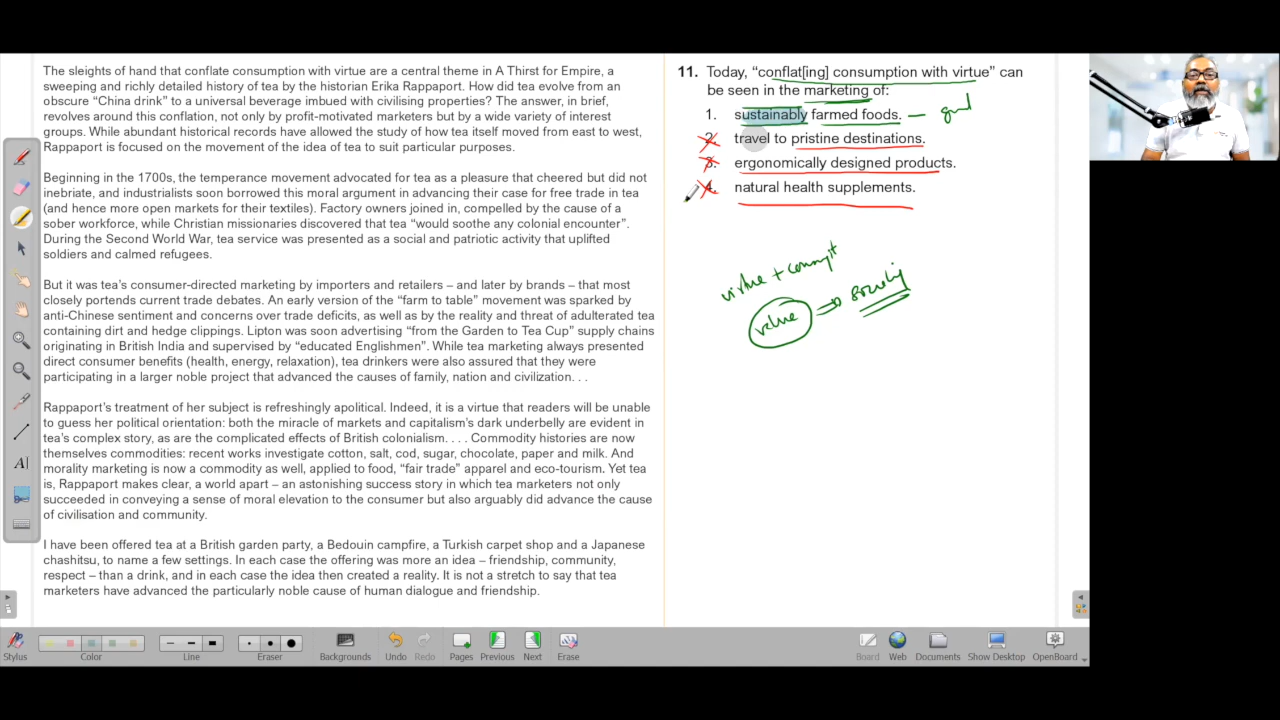 The sleights of hand that conflate consumption with virtue are a central theme in A Thirst for Empire, a
sweeping and richly detailed history of tea by the historian Erika Rappaport. How did tea evolve from an
obscure “China drink” to a universal beverage imbued with civilising properties? The answer, in brief,
revolves around this conflation, not only by profit-motivated marketers but by a wide variety of interest
groups. While abundant historical records have allowed the study of how tea itself moved from east to west,
Rappaport is focused on the movement of the idea of tea to suit particular purposes.
Beginning in the 1700s, the temperance movement advocated for tea as a pleasure that cheered but did not
inebriate, and industrialists soon borrowed this moral argument in advancing their case for free trade in tea
(and hence more open markets for their textiles). Factory owners joined in, compelled by the cause of a
sober workforce, while Christian missionaries discovered that tea “would soothe any colonial encounter”.
During the Second World War, tea service was presented as a social and patriotic activity that uplifted
soldiers and calmed refugees.
But it was tea’s consumer-directed marketing by importers and retailers – and later by brands – that most
closely portends current trade debates. An early version of the “farm to table” movement was sparked by
anti-Chinese sentiment and concerns over trade deficits, as well as by the reality and threat of adulterated tea
containing dirt and hedge clippings. Lipton was soon advertising “from the Garden to Tea Cup” supply chains
originating in British India and supervised by “educated Englishmen”. While tea marketing always presented
direct consumer benefits (health, energy, relaxation), tea drinkers were also assured that they were
participating in a larger noble project that advanced the causes of family, nation and civilization. . .
Rappaport’s treatment of her subject is refreshingly apolitical. Indeed, it is a virtue that readers will be unable
to guess her political orientation: both the miracle of markets and capitalism’s dark underbelly are evident in
tea’s complex story, as are the complicated effects of British colonialism. . . . Commodity histories are now
themselves commodities: recent works investigate cotton, salt, cod, sugar, chocolate, paper and milk. And
morality marketing is now a commodity as well, applied to food, “fair trade” apparel and eco-tourism. Yet tea
is, Rappaport makes clear, a world apart – an astonishing success story in which tea marketers not only
succeeded in conveying a sense of moral elevation to the consumer but also arguably did advance the cause
of civilisation and community.
I have been offered tea at a British garden party, a Bedouin campfire, a Turkish carpet shop and a Japanese
chashitsu, to name a few settings. In each case the offering was more an idea – friendship, community,
respect – than a drink, and in each case the idea then created a reality. It is not a stretch to say that tea
marketers have advanced the particularly noble cause of human dialogue and friendship.
11. Today, “conflat[ing] consumption with virtue” can
be seen in the marketing of:
1. sustainably farmed foods. –
2. travel to pristine destinations.
3. ergonomically designed products.
4. natural health supplements.
virtue +
value ⇒ society
Stylus
Color
Line
Eraser
Backgrounds
Undo
Redo
Pages
Previous
Next
Erase
Board
Web
Documents
Show Desktop
OpenBoard